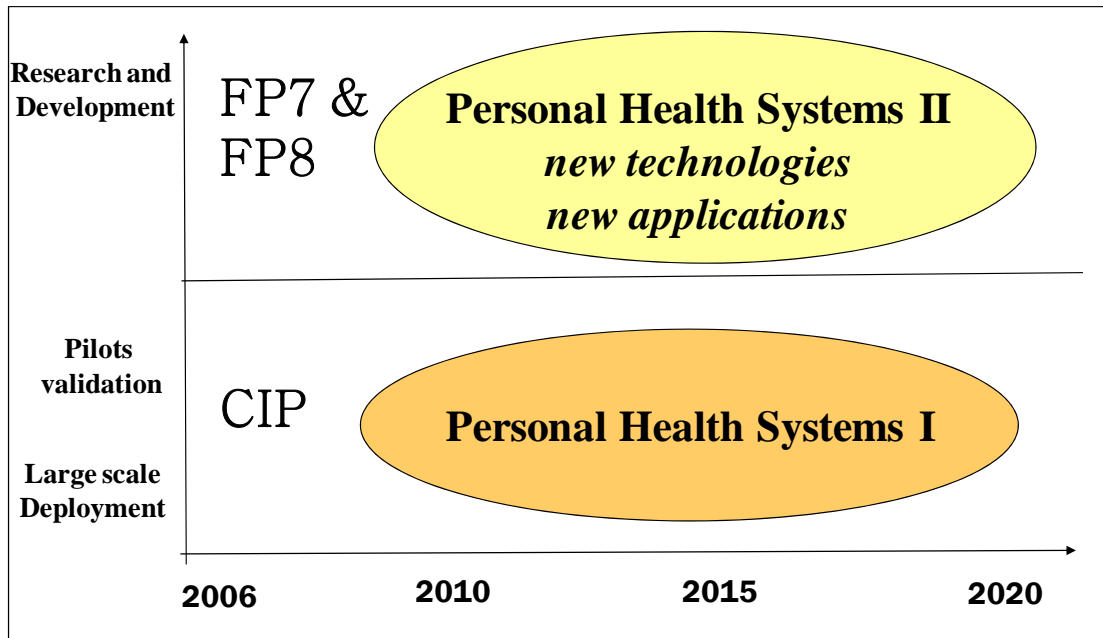 Research and
Development
FP7 &
FP8
Personal Health Systems II
new technologies
new applications
Pilots
validation
CIP
Personal Health Systems I
Large scale
Deployment
2006
2010
2015
2020